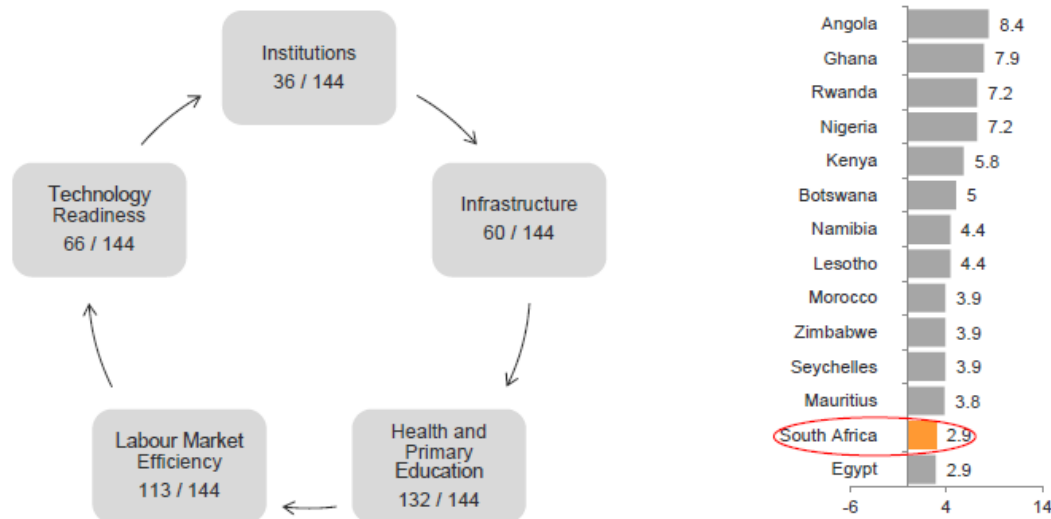 Institutions
36 / 144
Infrastructure
60 / 144
Health and
Primary
Education
132 / 144
Labour Market
Efficiency
113 / 144
Technology
Readiness
66 / 144
Angola 8.4
Ghana 7.9
Rwanda 7.2
Nigeria 7.2
Kenya 5.8
Botswana 5
Namibia 4.4
Lesotho 4.4
Morocco 3.9
Zimbabwe 3.9
Seychelles 3.9
Mauritius 3.8
South Africa 2.9
Egypt 2.9
-6 4 14